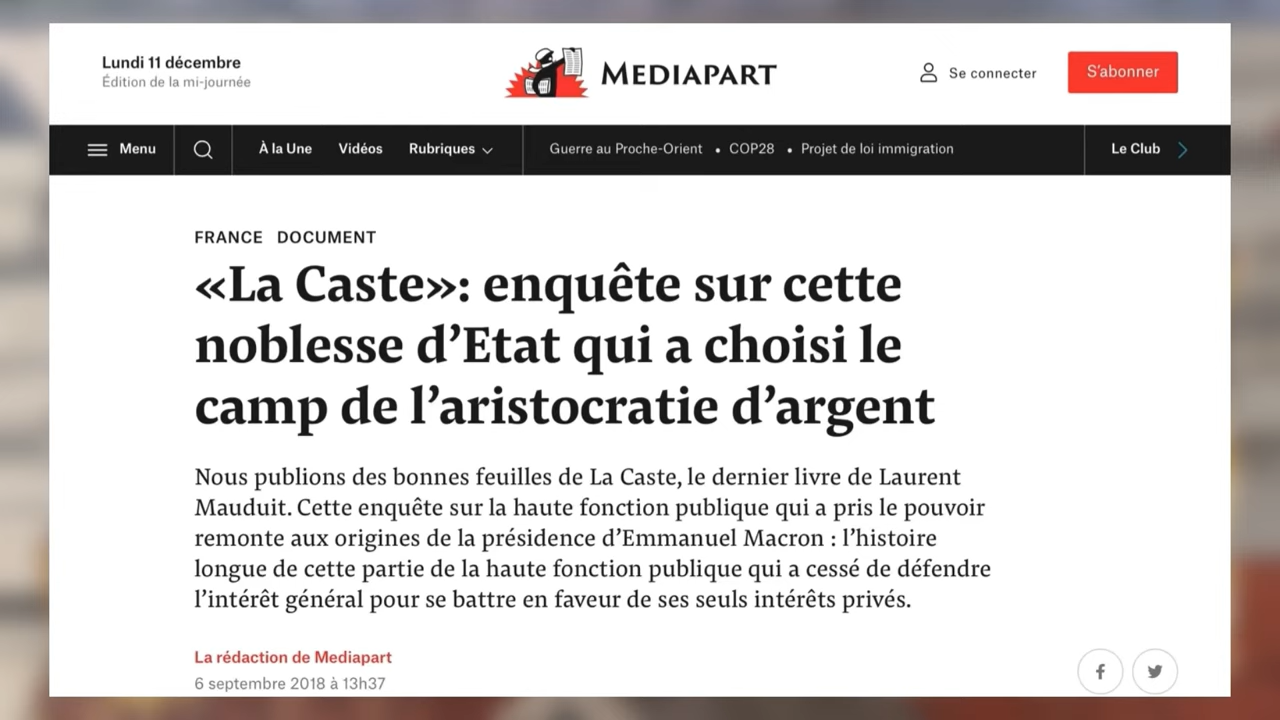 Lundi 11 décembre
Édition de la mi-journée
MEDIAPART
Se connecter
S'abonner
Menu
À la Une
Vidéos
Rubriques
Guerre au Proche-Orient • COP28 • Projet de loi immigration
Le Club
FRANCE DOCUMENT
«La Caste»: enquête sur cette
noblesse d’Etat qui a choisi le
camp de l’aristocratie d’argent
Nous publions des bonnes feuilles de La Caste, le dernier livre de Laurent
Mauduit. Cette enquête sur la haute fonction publique qui a pris le pouvoir
remonte aux origines de la présidence d’Emmanuel Macron : l’histoire
longue de cette partie de la haute fonction publique qui a cessé de défendre
l’intérêt général pour se battre en faveur de ses seuls intérêts privés.
La rédaction de Mediapart
6 septembre 2018 à 13h37